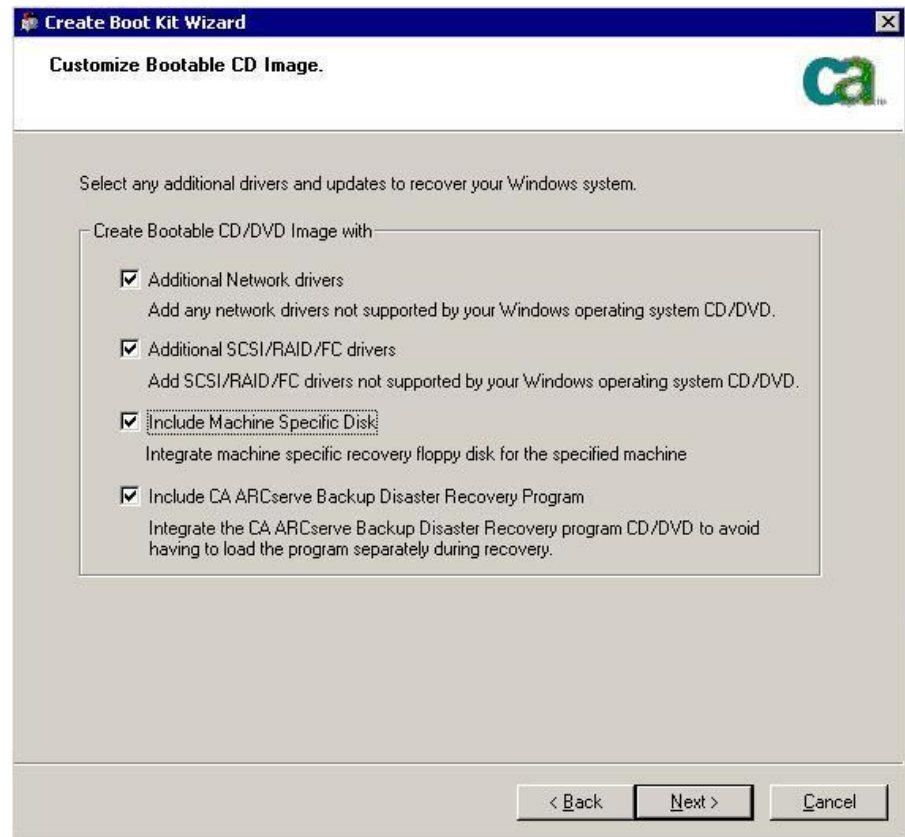 Create Boot Kit Wizard
Customize Bootable CD Image.
ca
Select any additional drivers and updates to recover your Windows system.
Create Bootable CD/DVD Image with
Additional Network drivers
Add any network drivers not supported by your Windows operating system CD/DVD.
Additional SCSI/RAID/FC drivers
Add SCSI/RAID/FC drivers not supported by your Windows operating system CD/DVD.
Include Machine Specific Disk
Integrate machine specific recovery floppy disk for the specified machine
Include CA ARCserve Backup Disaster Recovery Program
Integrate the CA ARCserve Backup Disaster Recovery program CD/DVD to avoid
having to load the program separately during recovery.
< Back Next > Cancel